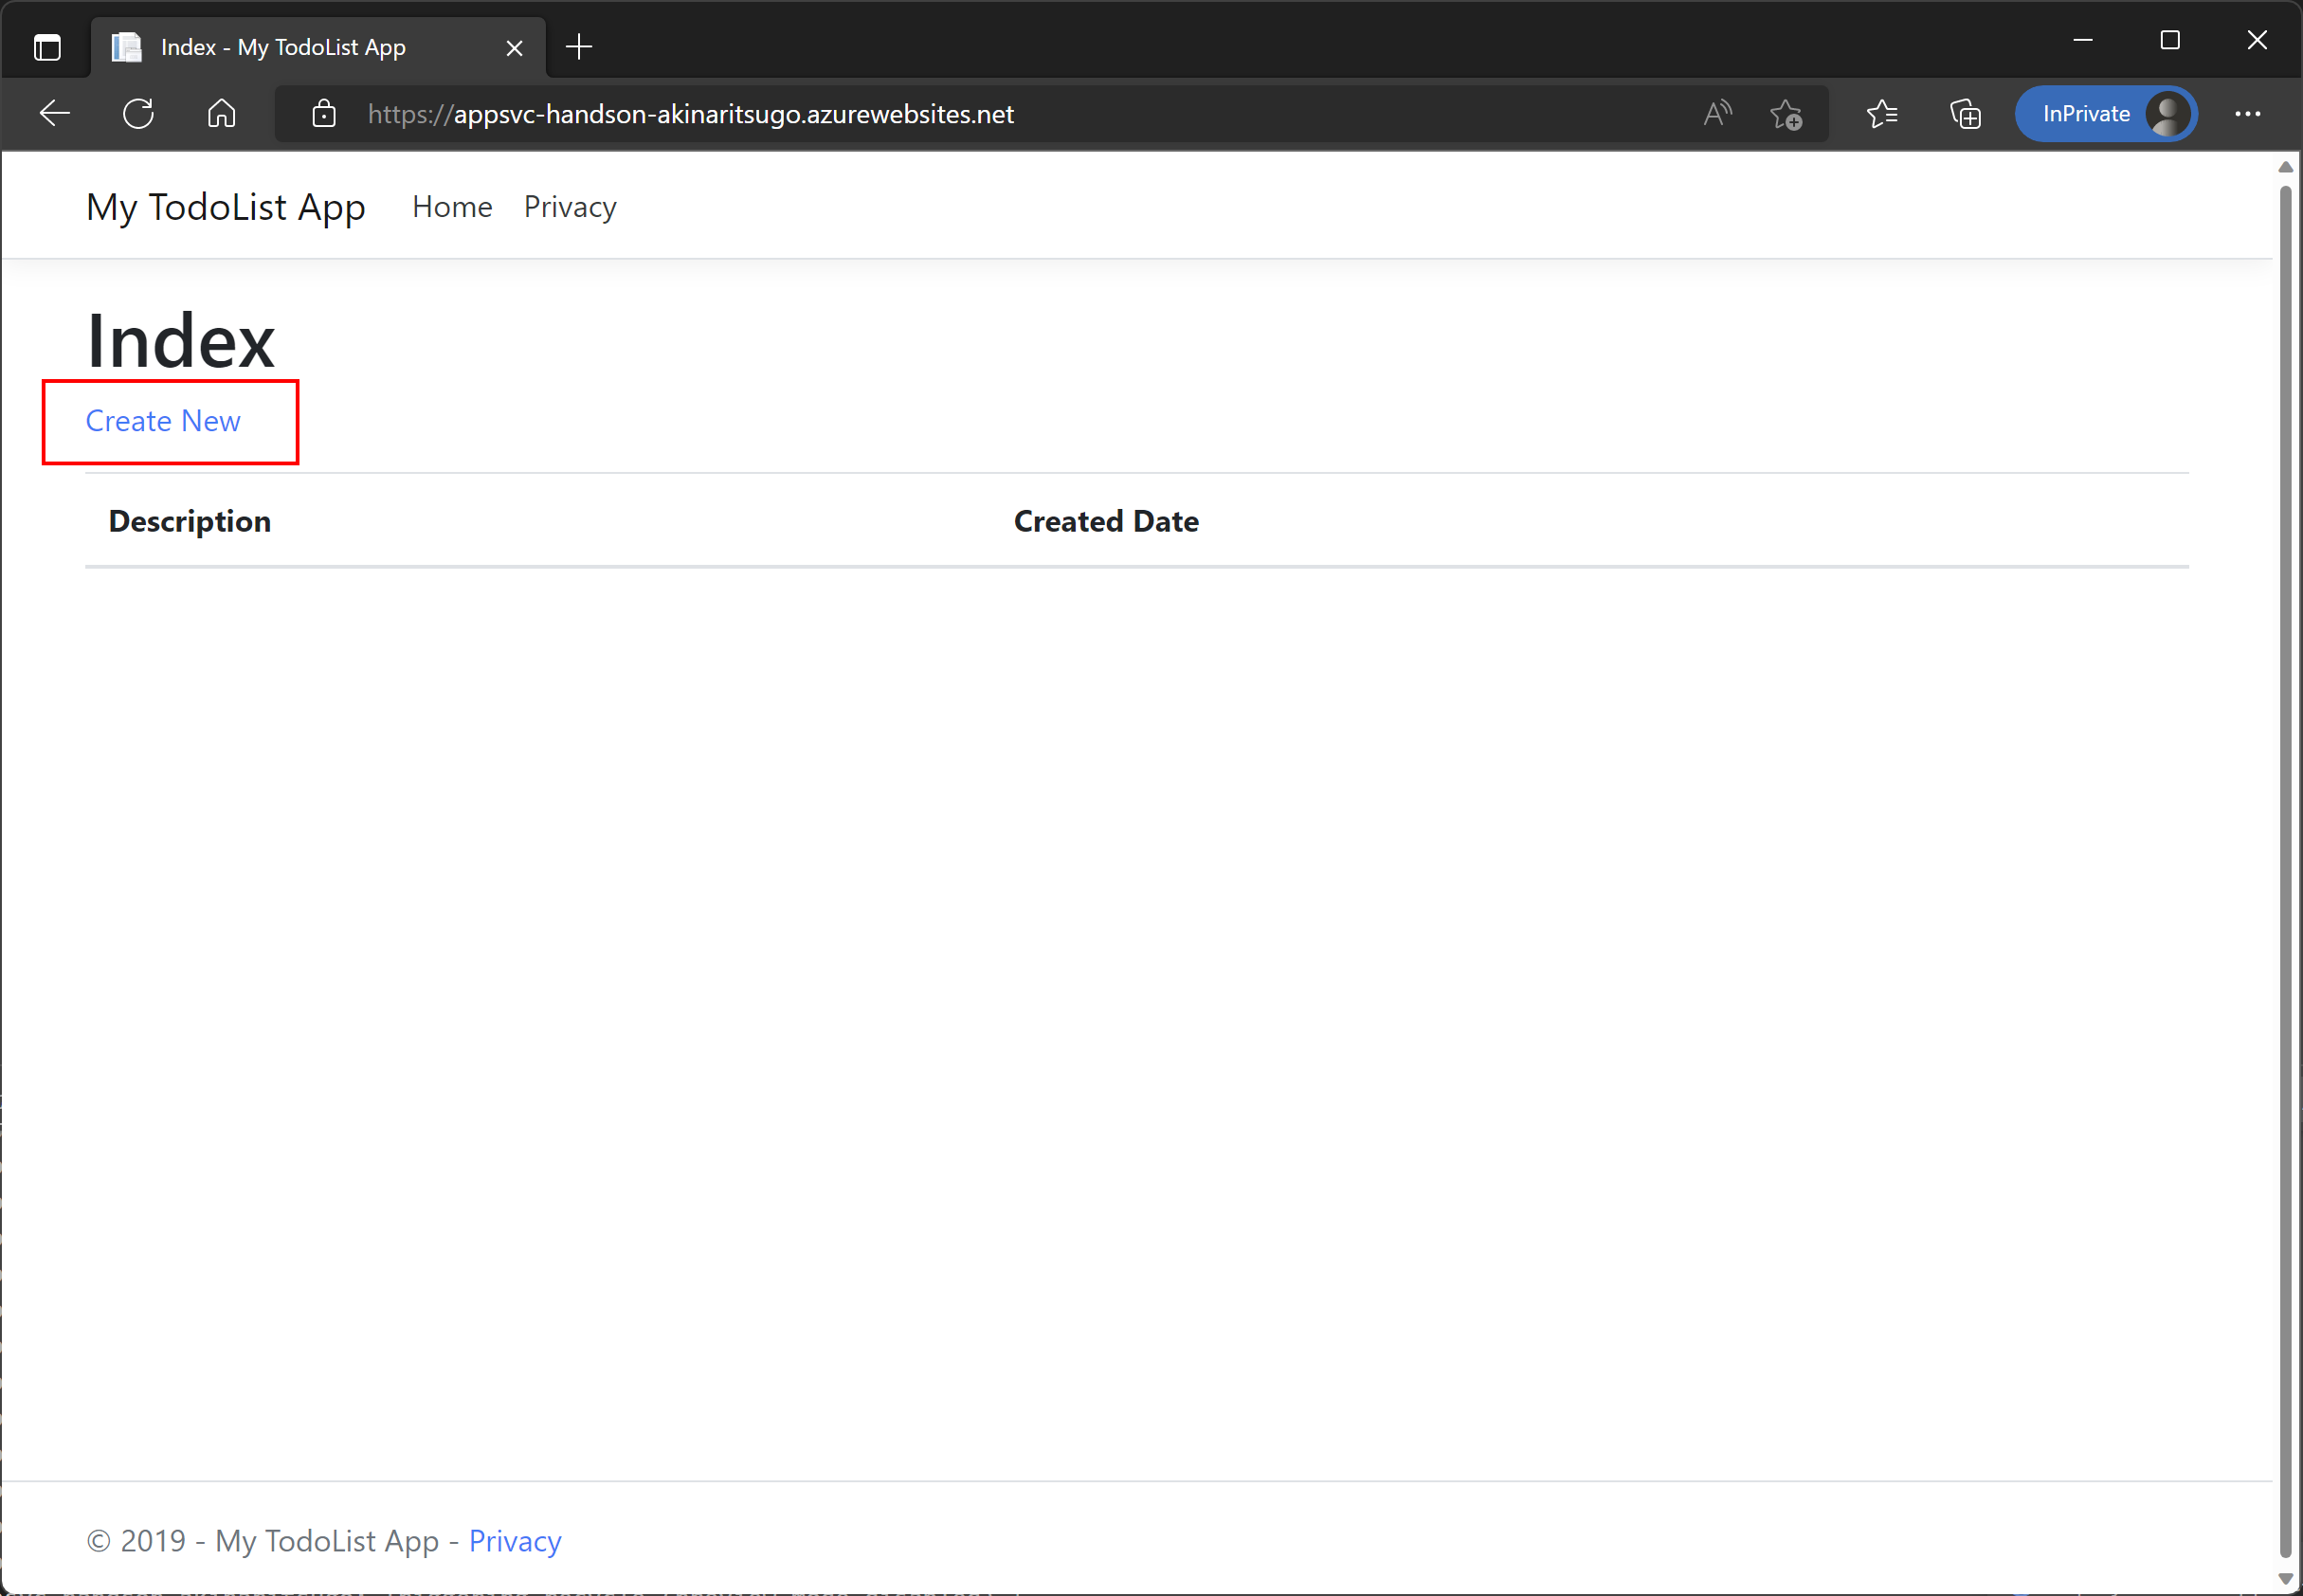 Index - My TodoList App
https://appsvc-handson-akinaritsugo.azurewebsites.net
InPrivate
My TodoList App Home Privacy
Index
Create New
Description Created Date
© 2019 - My TodoList App - Privacy